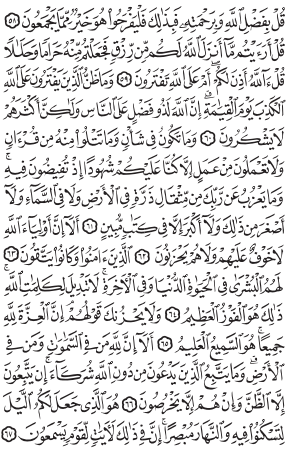 قُلْ بِفَضْلِ ٱللَّهِ وَبِرَحْمَتِهِۦ فَبِذَٰلِكَ فَلْيَفْرَحُوا۟ هُوَ خَيْرٌ مِّمَّا يَجْمَعُونَ ٥٨
قُلْ أَرَءَيْتُم مَّآ أَنزَلَ ٱللَّهُ لَكُم مِّن رِّزْقٍ فَجَعَلْتُم مِّنْهُ حَرَامًا وَحَلَٰلًا
قُلْ ءَآللَّهُ أَذِنَ لَكُمْ ۖ أَمْ عَلَى ٱللَّهِ تَفْتَرُونَ ٥٩ وَمَا ظَنُّ ٱلَّذِينَ يَفْتَرُونَ عَلَى ٱللَّهِ
ٱلْكَذِبَ يَوْمَ ٱلْقِيَٰمَةِ ۗ إِنَّ ٱللَّهَ لَذُو فَضْلٍ عَلَى ٱلنَّاسِ وَلَٰكِنَّ أَكْثَرَهُمْ
لَا يَشْكُرُونَ ٦٠ وَمَا تَكُونُ فِى شَأْنٍ وَمَا تَتْلُوا۟ مِنْهُ مِن قُرْءَانٍ
وَلَا تَعْمَلُونَ مِنْ عَمَلٍ إِلَّا كُنَّا عَلَيْكُمْ شُهُودًا إِذْ تُفِيضُونَ فِيهِ ۚ
وَمَا يَعْزُبُ عَن رَّبِّكَ مِن مِّثْقَالِ ذَرَّةٍ فِى ٱلْأَرْضِ وَلَا فِى ٱلسَّمَآءِ وَلَآ
أَصْغَرَ مِن ذَٰلِكَ وَلَآ أَكْبَرَ إِلَّا فِى كِتَٰبٍ مُّبِينٍ ٦١ أَلَآ إِنَّ أَوْلِيَآءَ ٱللَّهِ
لَا خَوْفٌ عَلَيْهِمْ وَلَا هُمْ يَحْزَنُونَ ٦٢ ٱلَّذِينَ ءَامَنُوا۟ وَكَانُوا۟ يَتَّقُونَ ٦٣
لَهُمُ ٱلْبُشْرَىٰ فِى ٱلْحَيَوٰةِ ٱلدُّنْيَا وَفِى ٱلْءَاخِرَةِ ۚ لَا تَبْدِيلَ لِكَلِمَٰتِ ٱللَّهِ ۚ
ذَٰلِكَ هُوَ ٱلْفَوْزُ ٱلْعَظِيمُ ٦٤ وَلَا يَحْزُنكَ قَوْلُهُمْ ۘ إِنَّ ٱلْعِزَّةَ لِلَّهِ
جَمِيعًا ۚ هُوَ ٱلسَّمِيعُ ٱلْعَلِيمُ ٦٥ أَلَآ إِنَّ لِلَّهِ مَن فِى ٱلسَّمَٰوَٰتِ وَمَن فِى
ٱلْأَرْضِ ۗ وَمَا يَتَّبِعُ ٱلَّذِينَ يَدْعُونَ مِن دُونِ ٱللَّهِ شُرَكَآءَ ۚ إِن يَتَّبِعُونَ
إِلَّا ٱلظَّنَّ وَإِنْ هُمْ إِلَّا يَخْرُصُونَ ٦٦ هُوَ ٱلَّذِى جَعَلَ لَكُمُ ٱلَّيْلَ
لِتَسْكُنُوا۟ فِيهِ وَٱلنَّهَارَ مُبْصِرًا ۚ إِنَّ فِى ذَٰلِكَ لَءَايَٰتٍ لِّقَوْمٍ يَسْمَعُونَ ٦٧